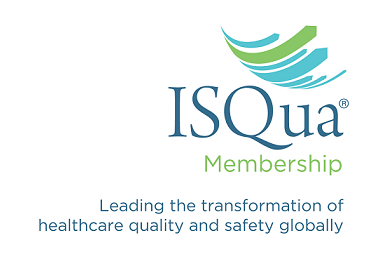 ISQua®
Membership
Leading the transformation of
healthcare quality and safety globally